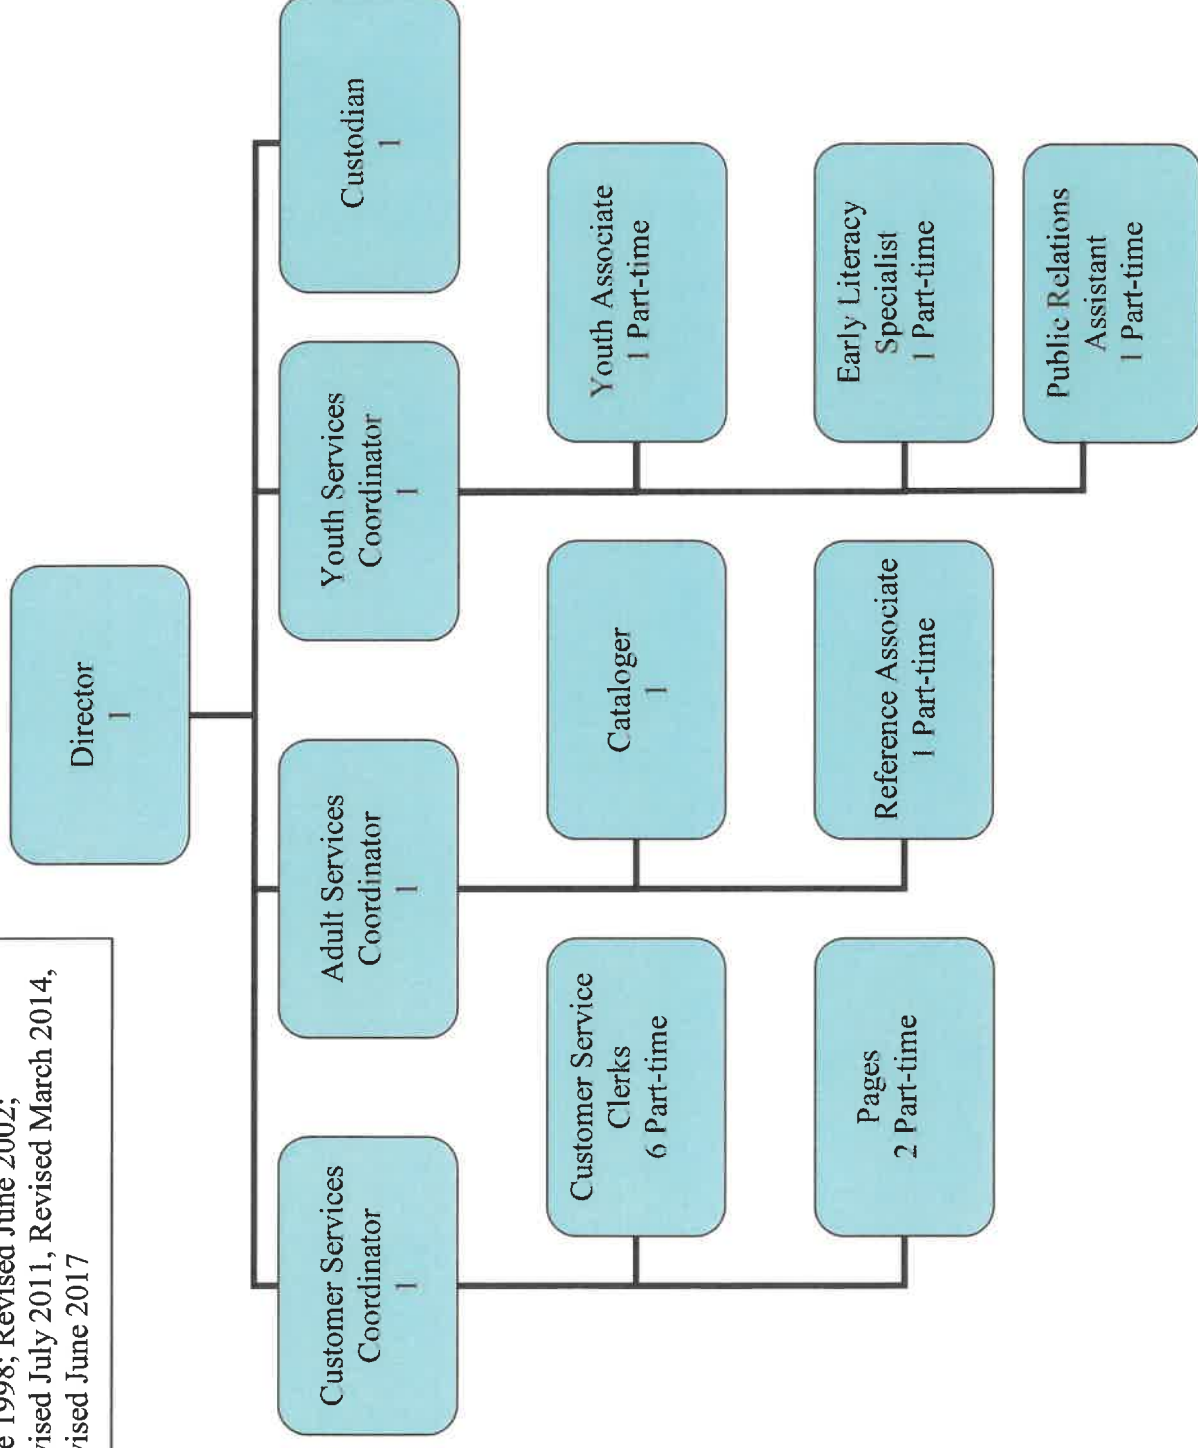 e 1998; Revised June 2002;
vised July 2011, Revised March 2014,
vised June 2017
Director
1
Customer Services
Coordinator
1
Adult Services
Coordinator
1
Youth Services
Coordinator
1
Custodian
1
Customer Service
Clerks
6 Part-time
Cataloger
1
Youth Associate
1 Part-time
Pages
2 Part-time
Reference Associate
1 Part-time
Early Literacy
Specialist
1 Part-time
Public Relations
Assistant
1 Part-time